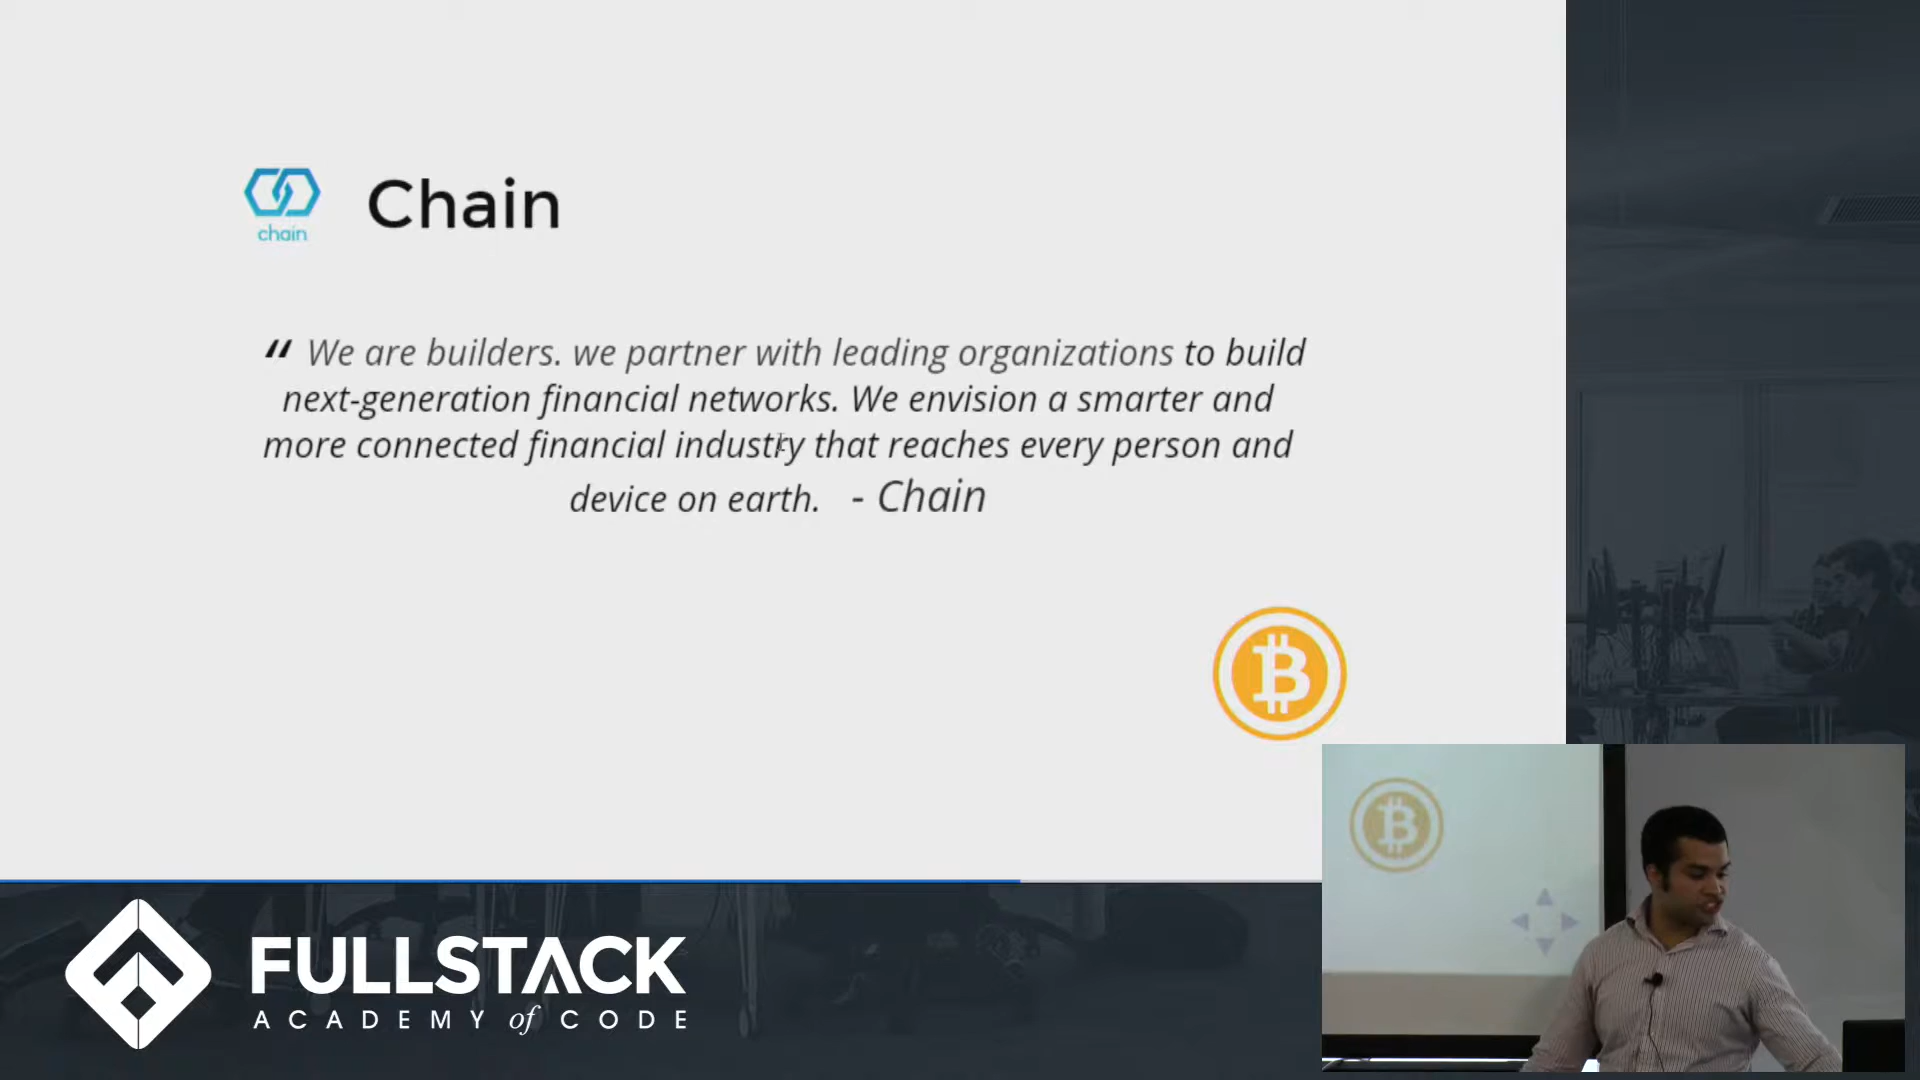 chain
Chain
“ We are builders. we partner with leading organizations to build
next-generation financial networks. We envision a smarter and
more connected financial industry that reaches every person and
device on earth. - Chain
FULLSTACK
ACADEMY of CODE